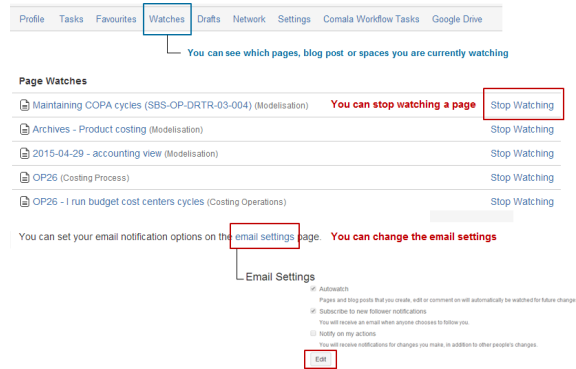 Profile Tasks Favourites Watches Drafts Network Settings Comala Workflow Tasks Google Drive
You can see which pages, blog post or spaces you are currently watching
Page Watches
Maintaining COPA cycles (SBS-OP-DRTR-03-004) (Modelisation) You can stop watching a page Stop Watching
Archives - Product costing (Modelisation) Stop Watching
2015-04-29 - accounting view (Modelisation) Stop Watching
OP26 (Costing Process) Stop Watching
OP26 - I run budget cost centers cycles (Costing Operations) Stop Watching
You can set your email notification options on the email settings page. You can change the email settings
Email Settings
Autowatch
Pages and blog posts that you create, edit or comment on will automatically be watched for future change
Subscribe to new follower notifications
You will receive an email when anyone chooses to follow you.
Notify on my actions
You will receive notifications for changes you make, in addition to other people's changes.
Edit